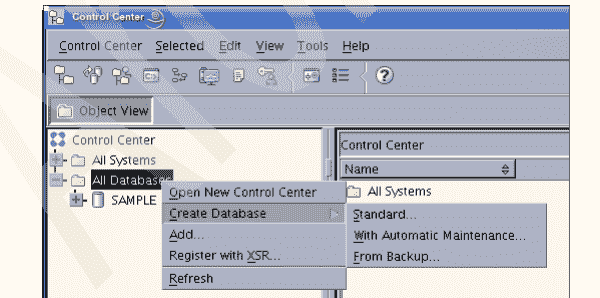 Control Center
Control Center Selected Edit View Tools Help
Object View
Control Center
All Systems
All Databases
SAMPLE
Control Center
Name
All Systems
Open New Control Center
Create Database
Add...
Register with XSR...
Refresh
Standard...
With Automatic Maintenance...
From Backup...